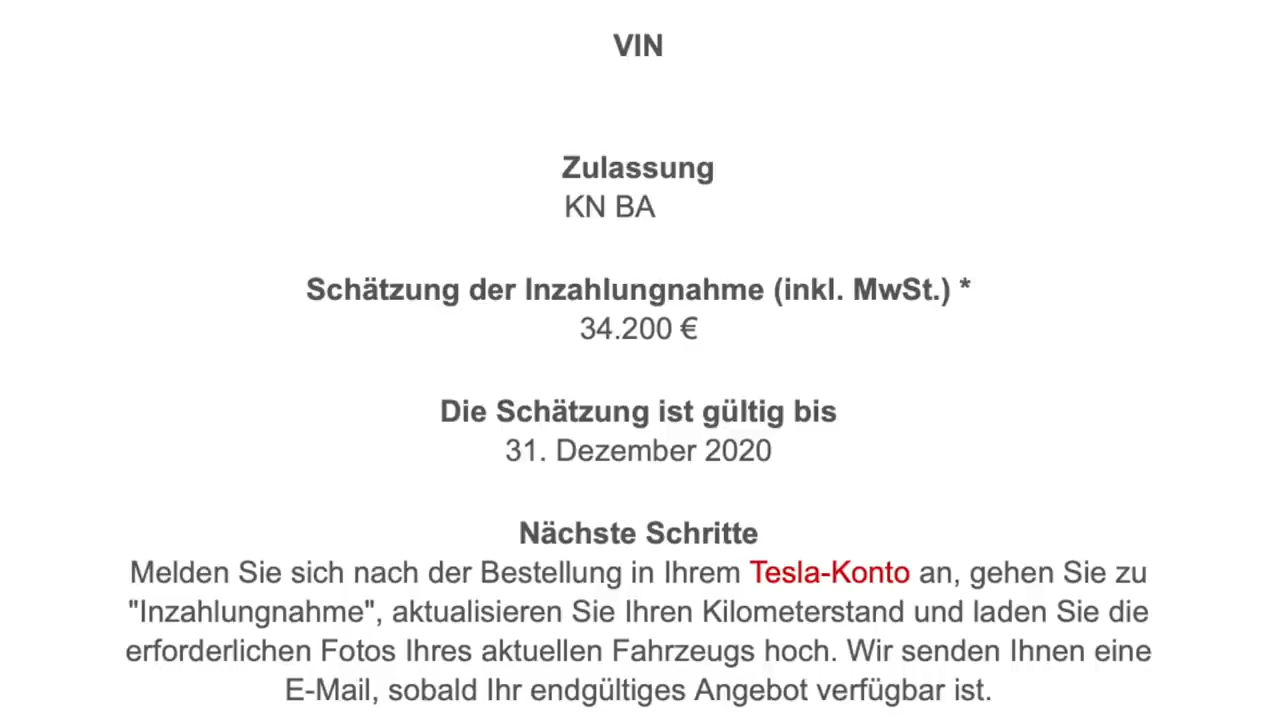 VIN
Zulassung
KN BA
Schätzung der Inzahlungnahme (inkl. MwSt.) *
34.200 €
Die Schätzung ist gültig bis
31. Dezember 2020
Nächste Schritte
Melden Sie sich nach der Bestellung in Ihrem Tesla-Konto an, gehen Sie zu
"Inzahlungnahme", aktualisieren Sie Ihren Kilometerstand und laden Sie die
erforderlichen Fotos Ihres aktuellen Fahrzeugs hoch. Wir senden Ihnen eine
E-Mail, sobald Ihr endgültiges Angebot verfügbar ist.